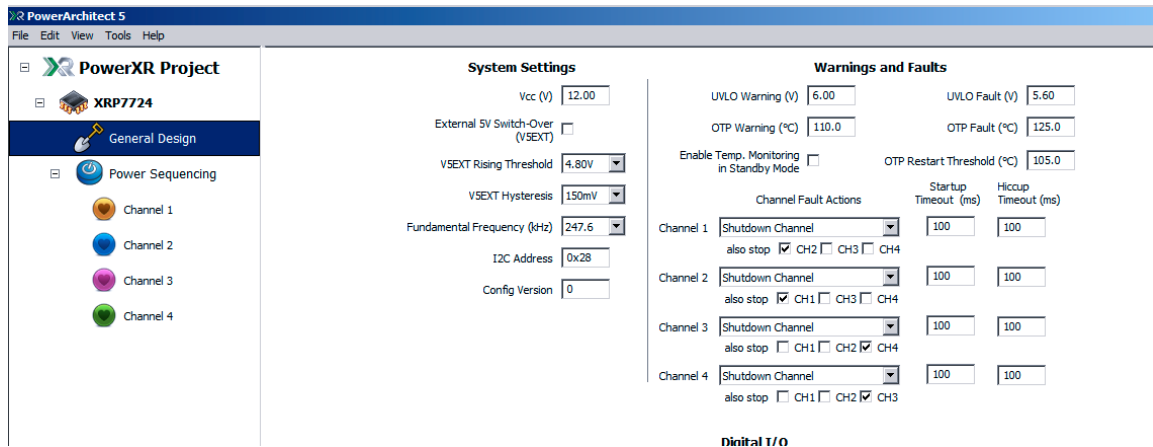 PowerArchitect 5
File Edit View Tools Help
PowerXR Project
XRP7724
General Design
Power Sequencing
Channel 1
Channel 2
Channel 3
Channel 4
System Settings
Vcc (V) 12.00
External 5V Switch-Over
(V5EXT)
V5EXT Rising Threshold 4.80V
V5EXT Hysteresis 150mV
Fundamental Frequency (kHz) 247.6
I2C Address 0x28
Config Version 0
Warnings and Faults
UVLO Warning (V) 6.00 UVLO Fault (V) 5.60
OTP Warning (ºC) 110.0 OTP Fault (ºC) 125.0
Enable Temp. Monitoring
in Standby Mode
OTP Restart Threshold (ºC) 105.0
Channel Fault Actions
Startup
Timeout (ms)
Hiccup
Timeout (ms)
Channel 1 Shutdown Channel 100 100
also stop CH2 CH3 CH4
Channel 2 Shutdown Channel 100 100
also stop CH1 CH3 CH4
Channel 3 Shutdown Channel 100 100
also stop CH1 CH2 CH4
Channel 4 Shutdown Channel 100 100
also stop CH1 CH2 CH3
Digital I/O